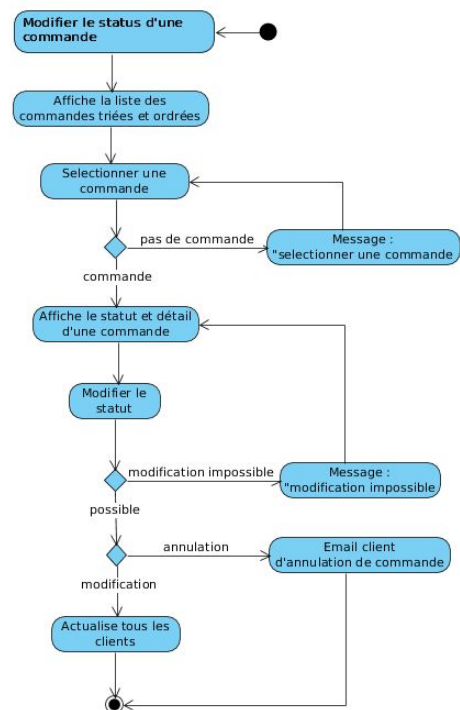 Modifier le status d'une
commande
Affiche la liste des
commandes triées et ordrées
Selectionner une
commande
pas de commande
Message :
"selectionner une commande
commande
Affiche le statut et détail
d'une commande
Modifier le
statut
modification impossible
Message :
"modification impossible
possible
annulation
Email client
d'annulation de commande
modification
Actualise tous les
clients